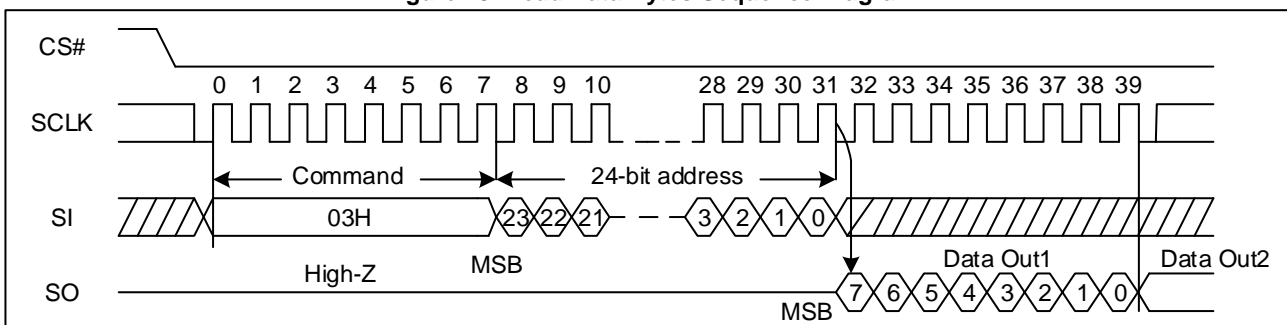 CS#
0 1 2 3 4 5 6 7 8 9 10 28 29 30 31 32 33 34 35 36 37 38 39
SCLK
Command 24-bit address
SI 03H 23 22 21 3 2 1 0
High-Z MSB Data Out1 Data Out2
SO 7 6 5 4 3 2 1 0
MSB